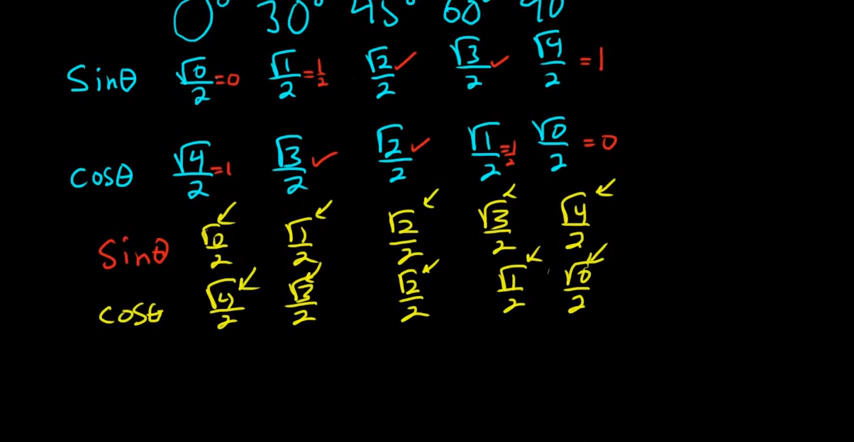 0° 30° 45° 60° 90
Sinθ √0/2 =0 √1/2 =1/2 √2/2 ✓ √3/2 ✓ √4/2 =1
cosθ √4/2 =1 √3/2 ✓ √2/2 ✓ √1/2 =1/2 √0/2 =0
Sinθ √0/2 √1/2 √2/2 √3/2 √4/2
cosθ √4/2 √3/2 √2/2 √1/2 √0/2